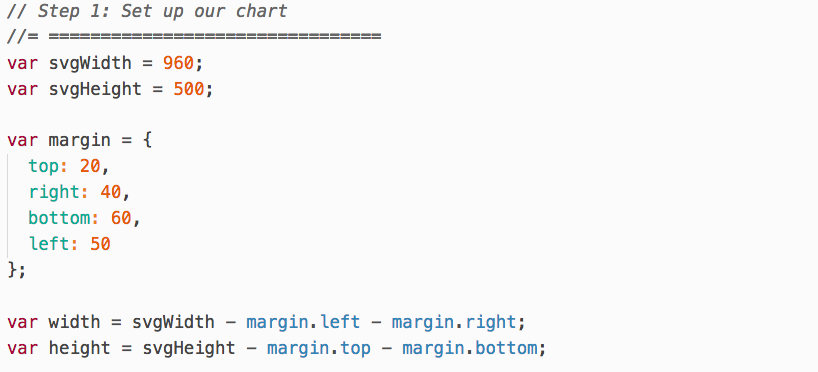 // Step 1: Set up our chart
//= ================================
var svgWidth = 960;
var svgHeight = 500;
var margin = {
top: 20,
right: 40,
bottom: 60,
left: 50
};
var width = svgWidth - margin.left - margin.right;
var height = svgHeight - margin.top - margin.bottom;